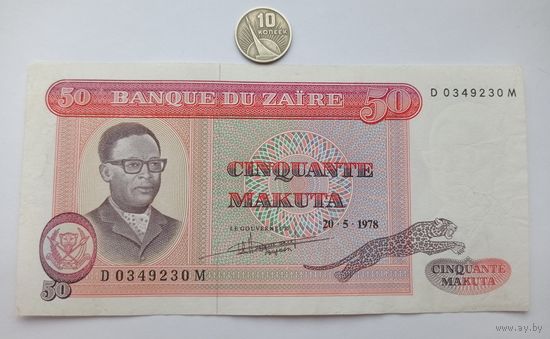 10
КОПЕЕК
50 BANQUE DU ZAÏRE 50
D 0349230 M
CINQUANTE
MAKUTA
LE GOUVERNEUR
20-5-1978
D 0349230 M
50
CINQUANTE
MAKUTA
www.ay.by